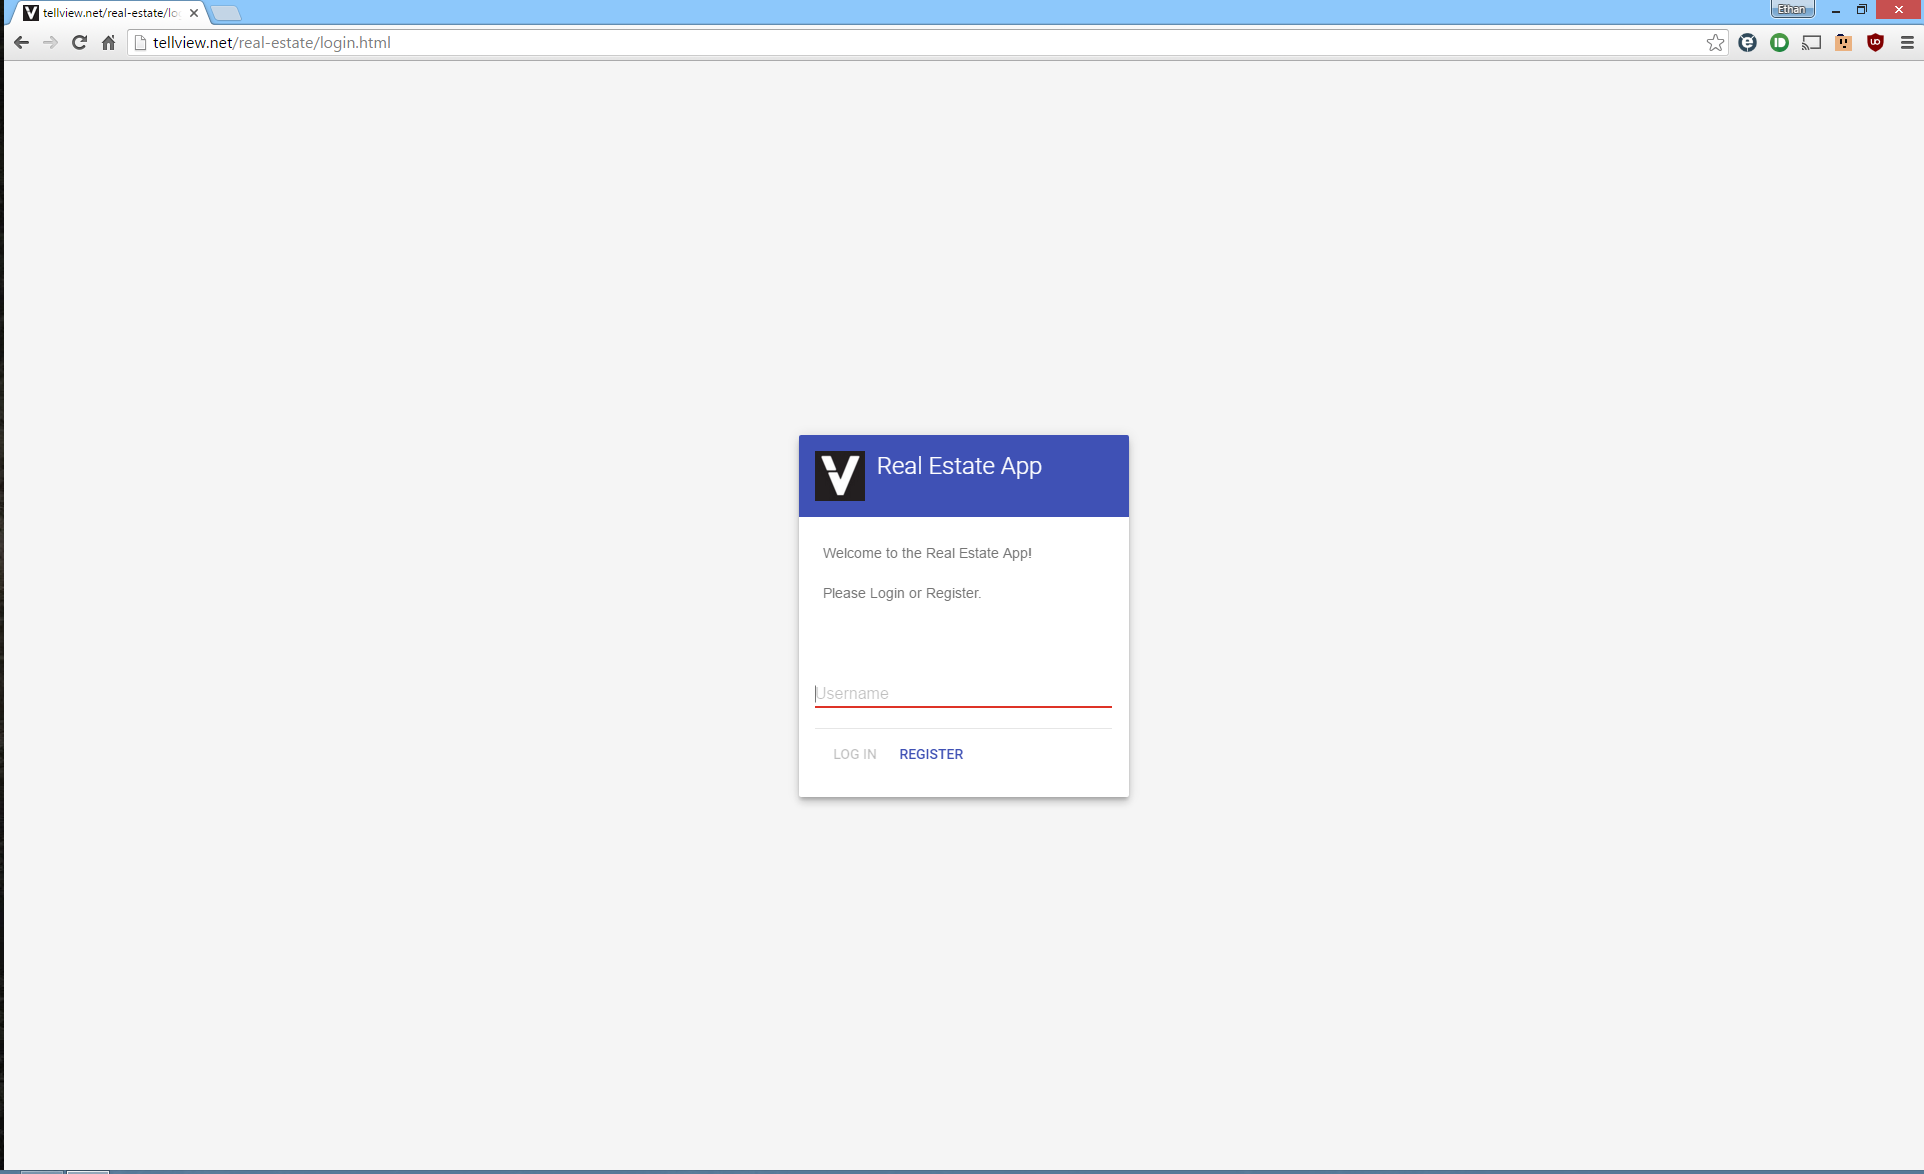 tellview.net/real-estate/lo
Ethan
tellview.net/real-estate/login.html
Real Estate App
Welcome to the Real Estate App!
Please Login or Register.
Username
LOG IN REGISTER